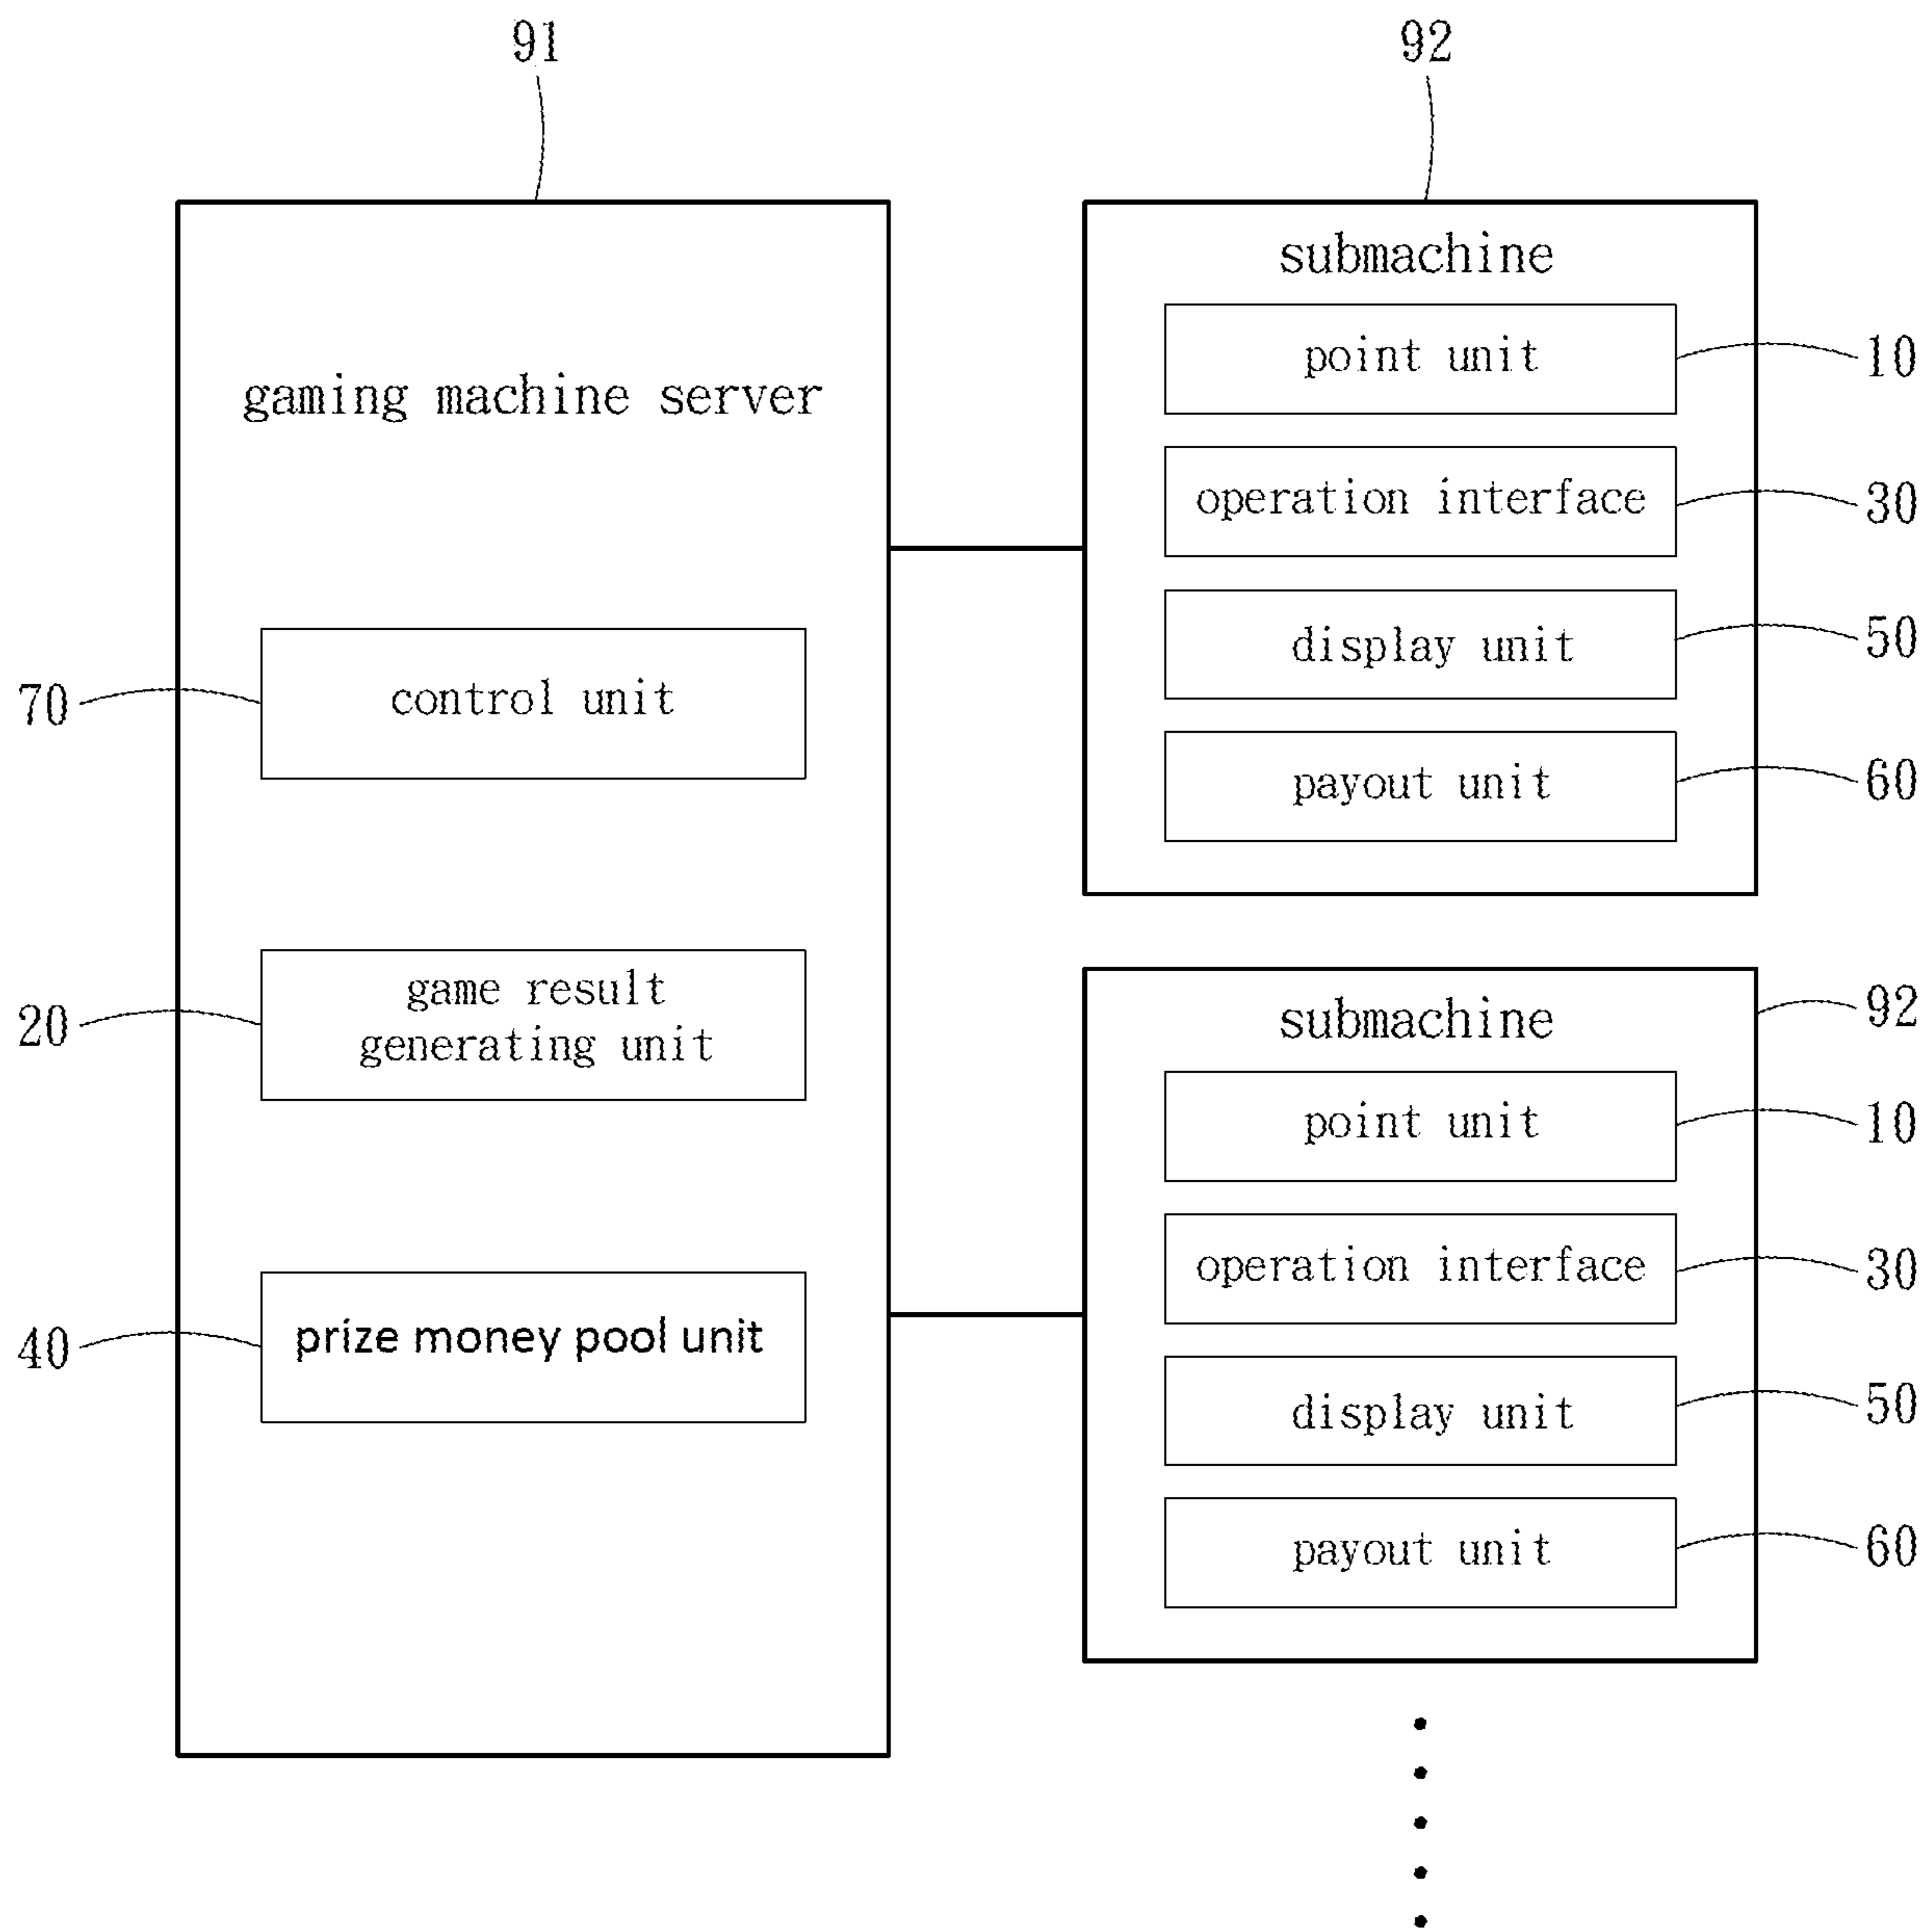 91
92
gaming machine server
70
control unit
20
game result
generating unit
40
prize money pool unit
submachine
point unit
10
operation interface
30
display unit
50
payout unit
60
submachine
92
point unit
10
operation interface
30
display unit
50
payout unit
60